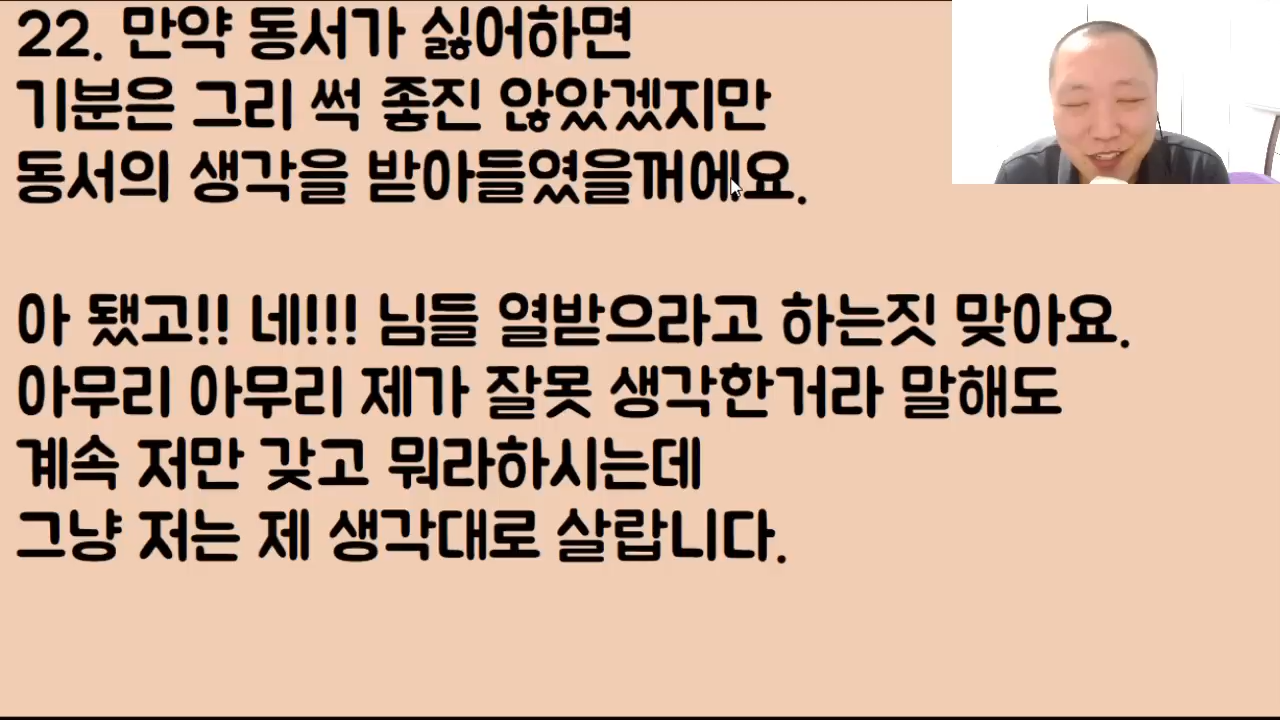 22. 만약 동서가 싫어하면
기분은 그리 썩 좋진 않았겠지만
동서의 생각을 받아들였을꺼에요.
아 됐고!! 네!!! 님들 열받으라고 하는짓 맞아요.
아무리 아무리 제가 잘못 생각한거라 말해도
계속 저만 갖고 뭐라하시는데
그냥 저는 제 생각대로 살랍니다.